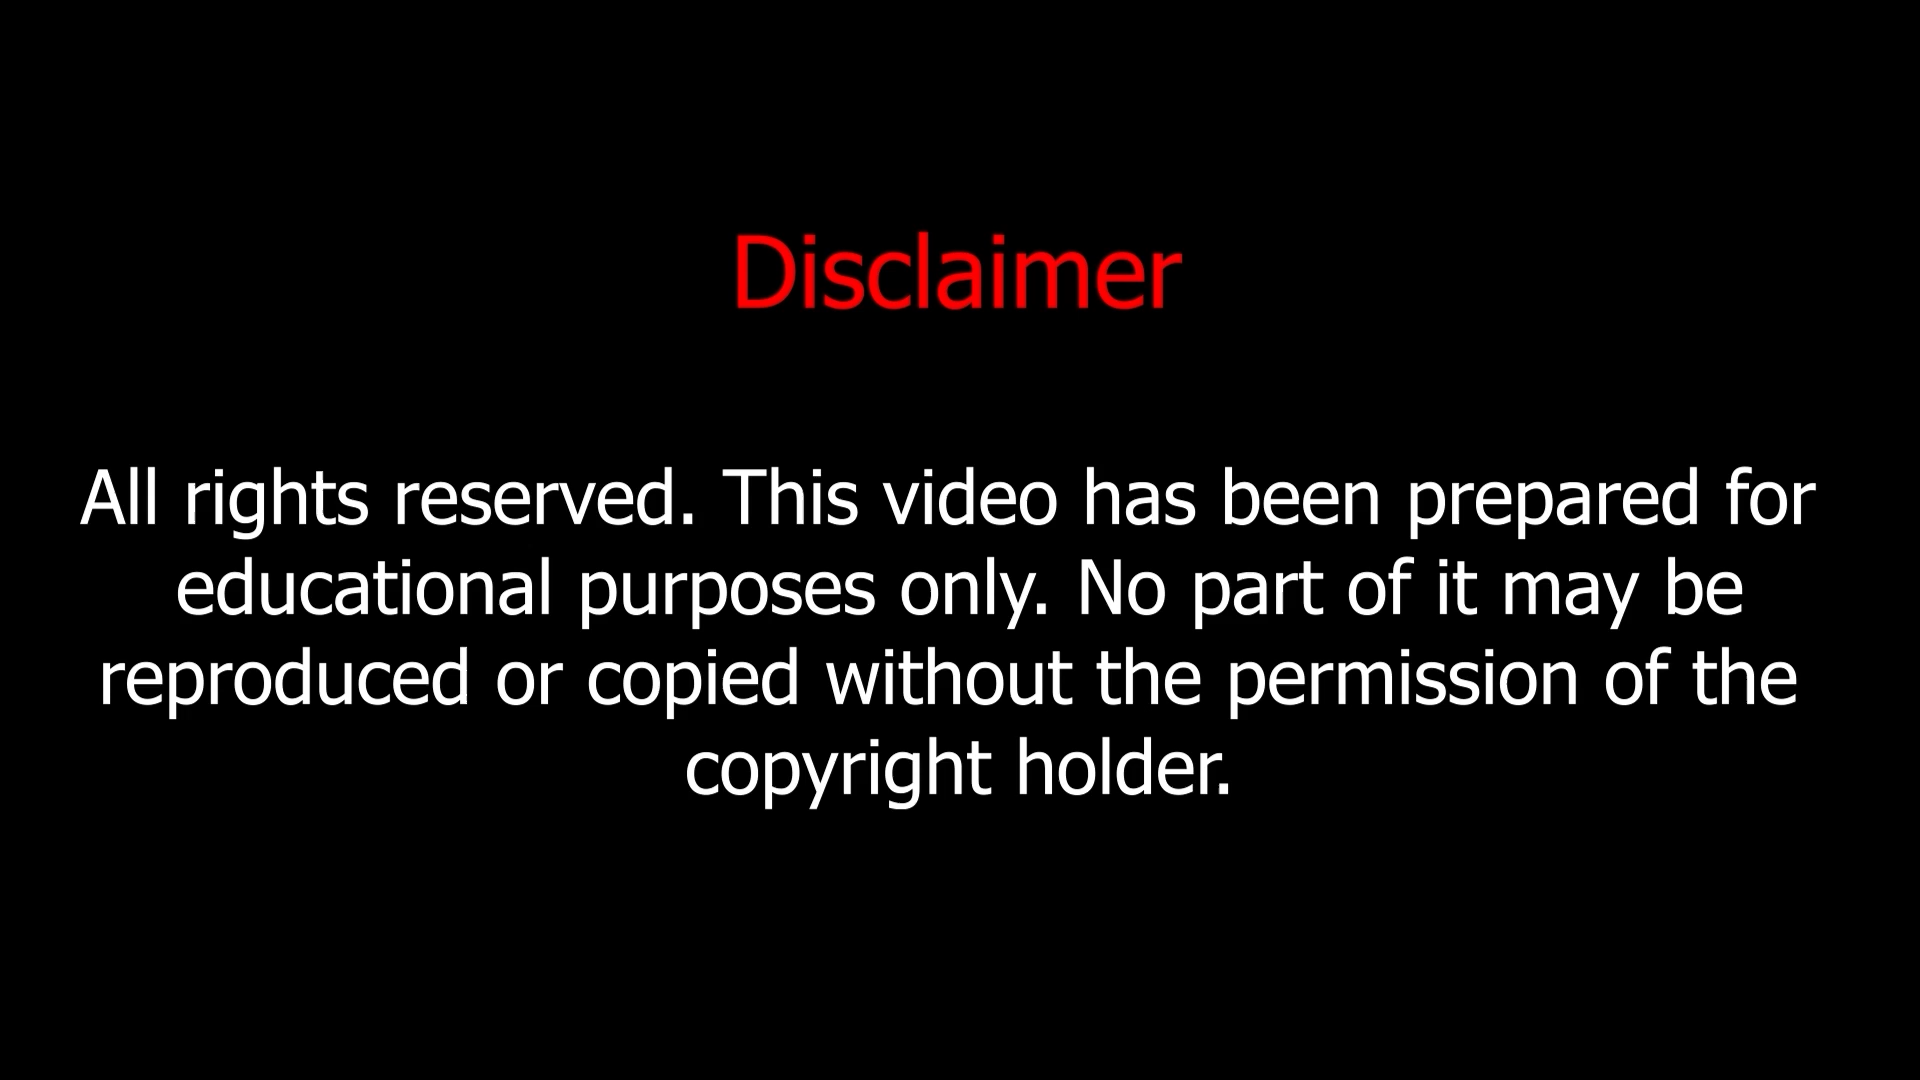 Disclaimer
All rights reserved. This video has been prepared for
educational purposes only. No part of it may be
reproduced or copied without the permission of the
copyright holder.